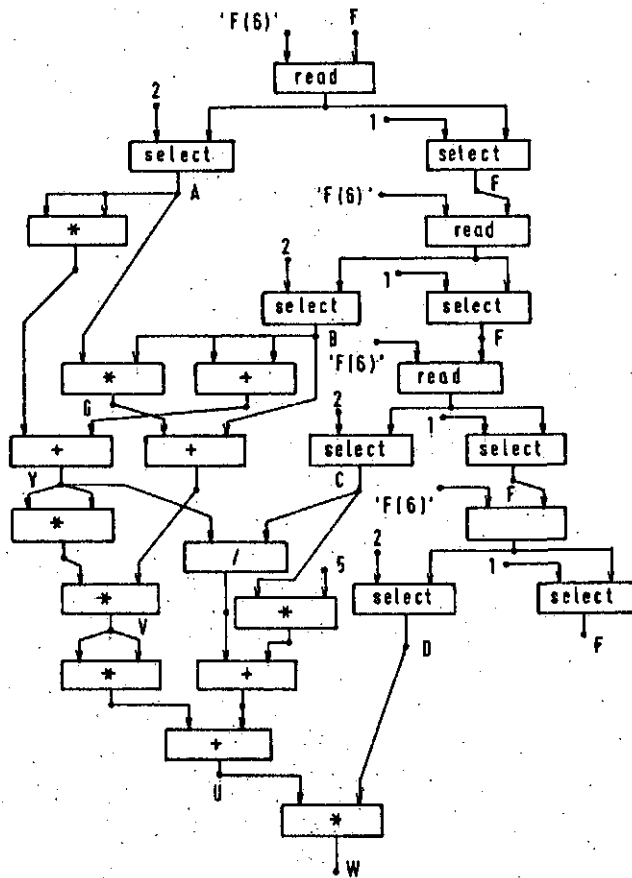 'F(6)' F
read
2
1
select select
A F
'F(6)'
* read
2
1
select select
B F
'F(6)'
* + read
G 2
1
+ + select select
Y C F
'F(6)'
*
/ 2
5 1
* * select select
V D F
* +
+
U
*
W